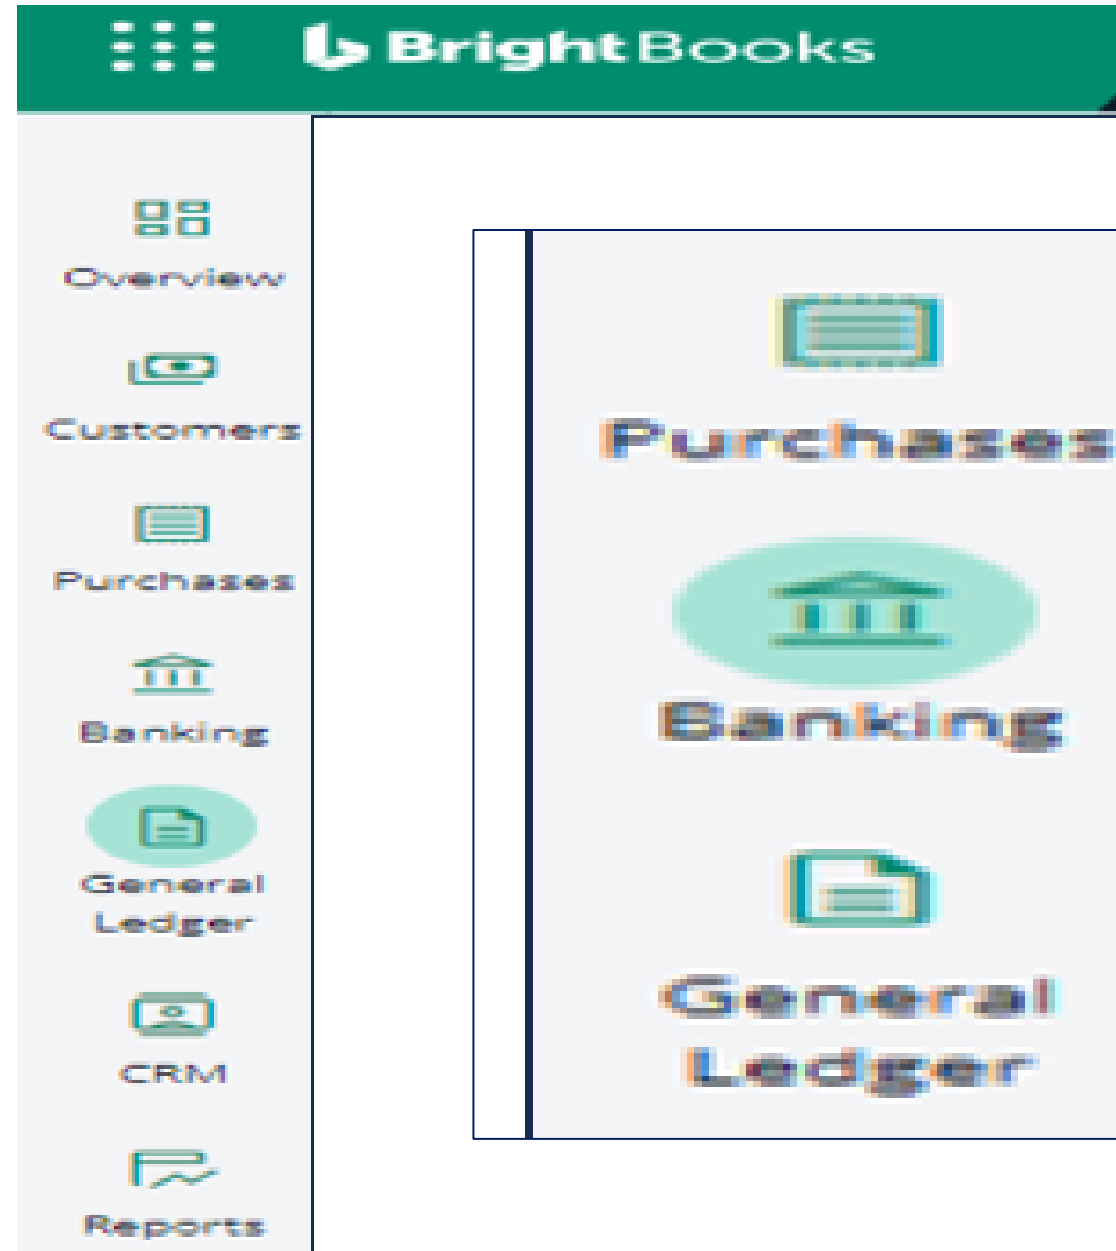 BrightBooks
Overview
Customers
Purchases
Banking
General
Ledger
CRM
Reports
Purchases
Banking
General
Ledger